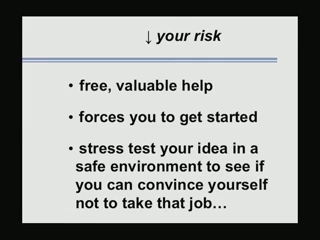 ↓ your risk
• free, valuable help
• forces you to get started
• stress test your idea in a
safe environment to see if
you can convince yourself
not to take that job…